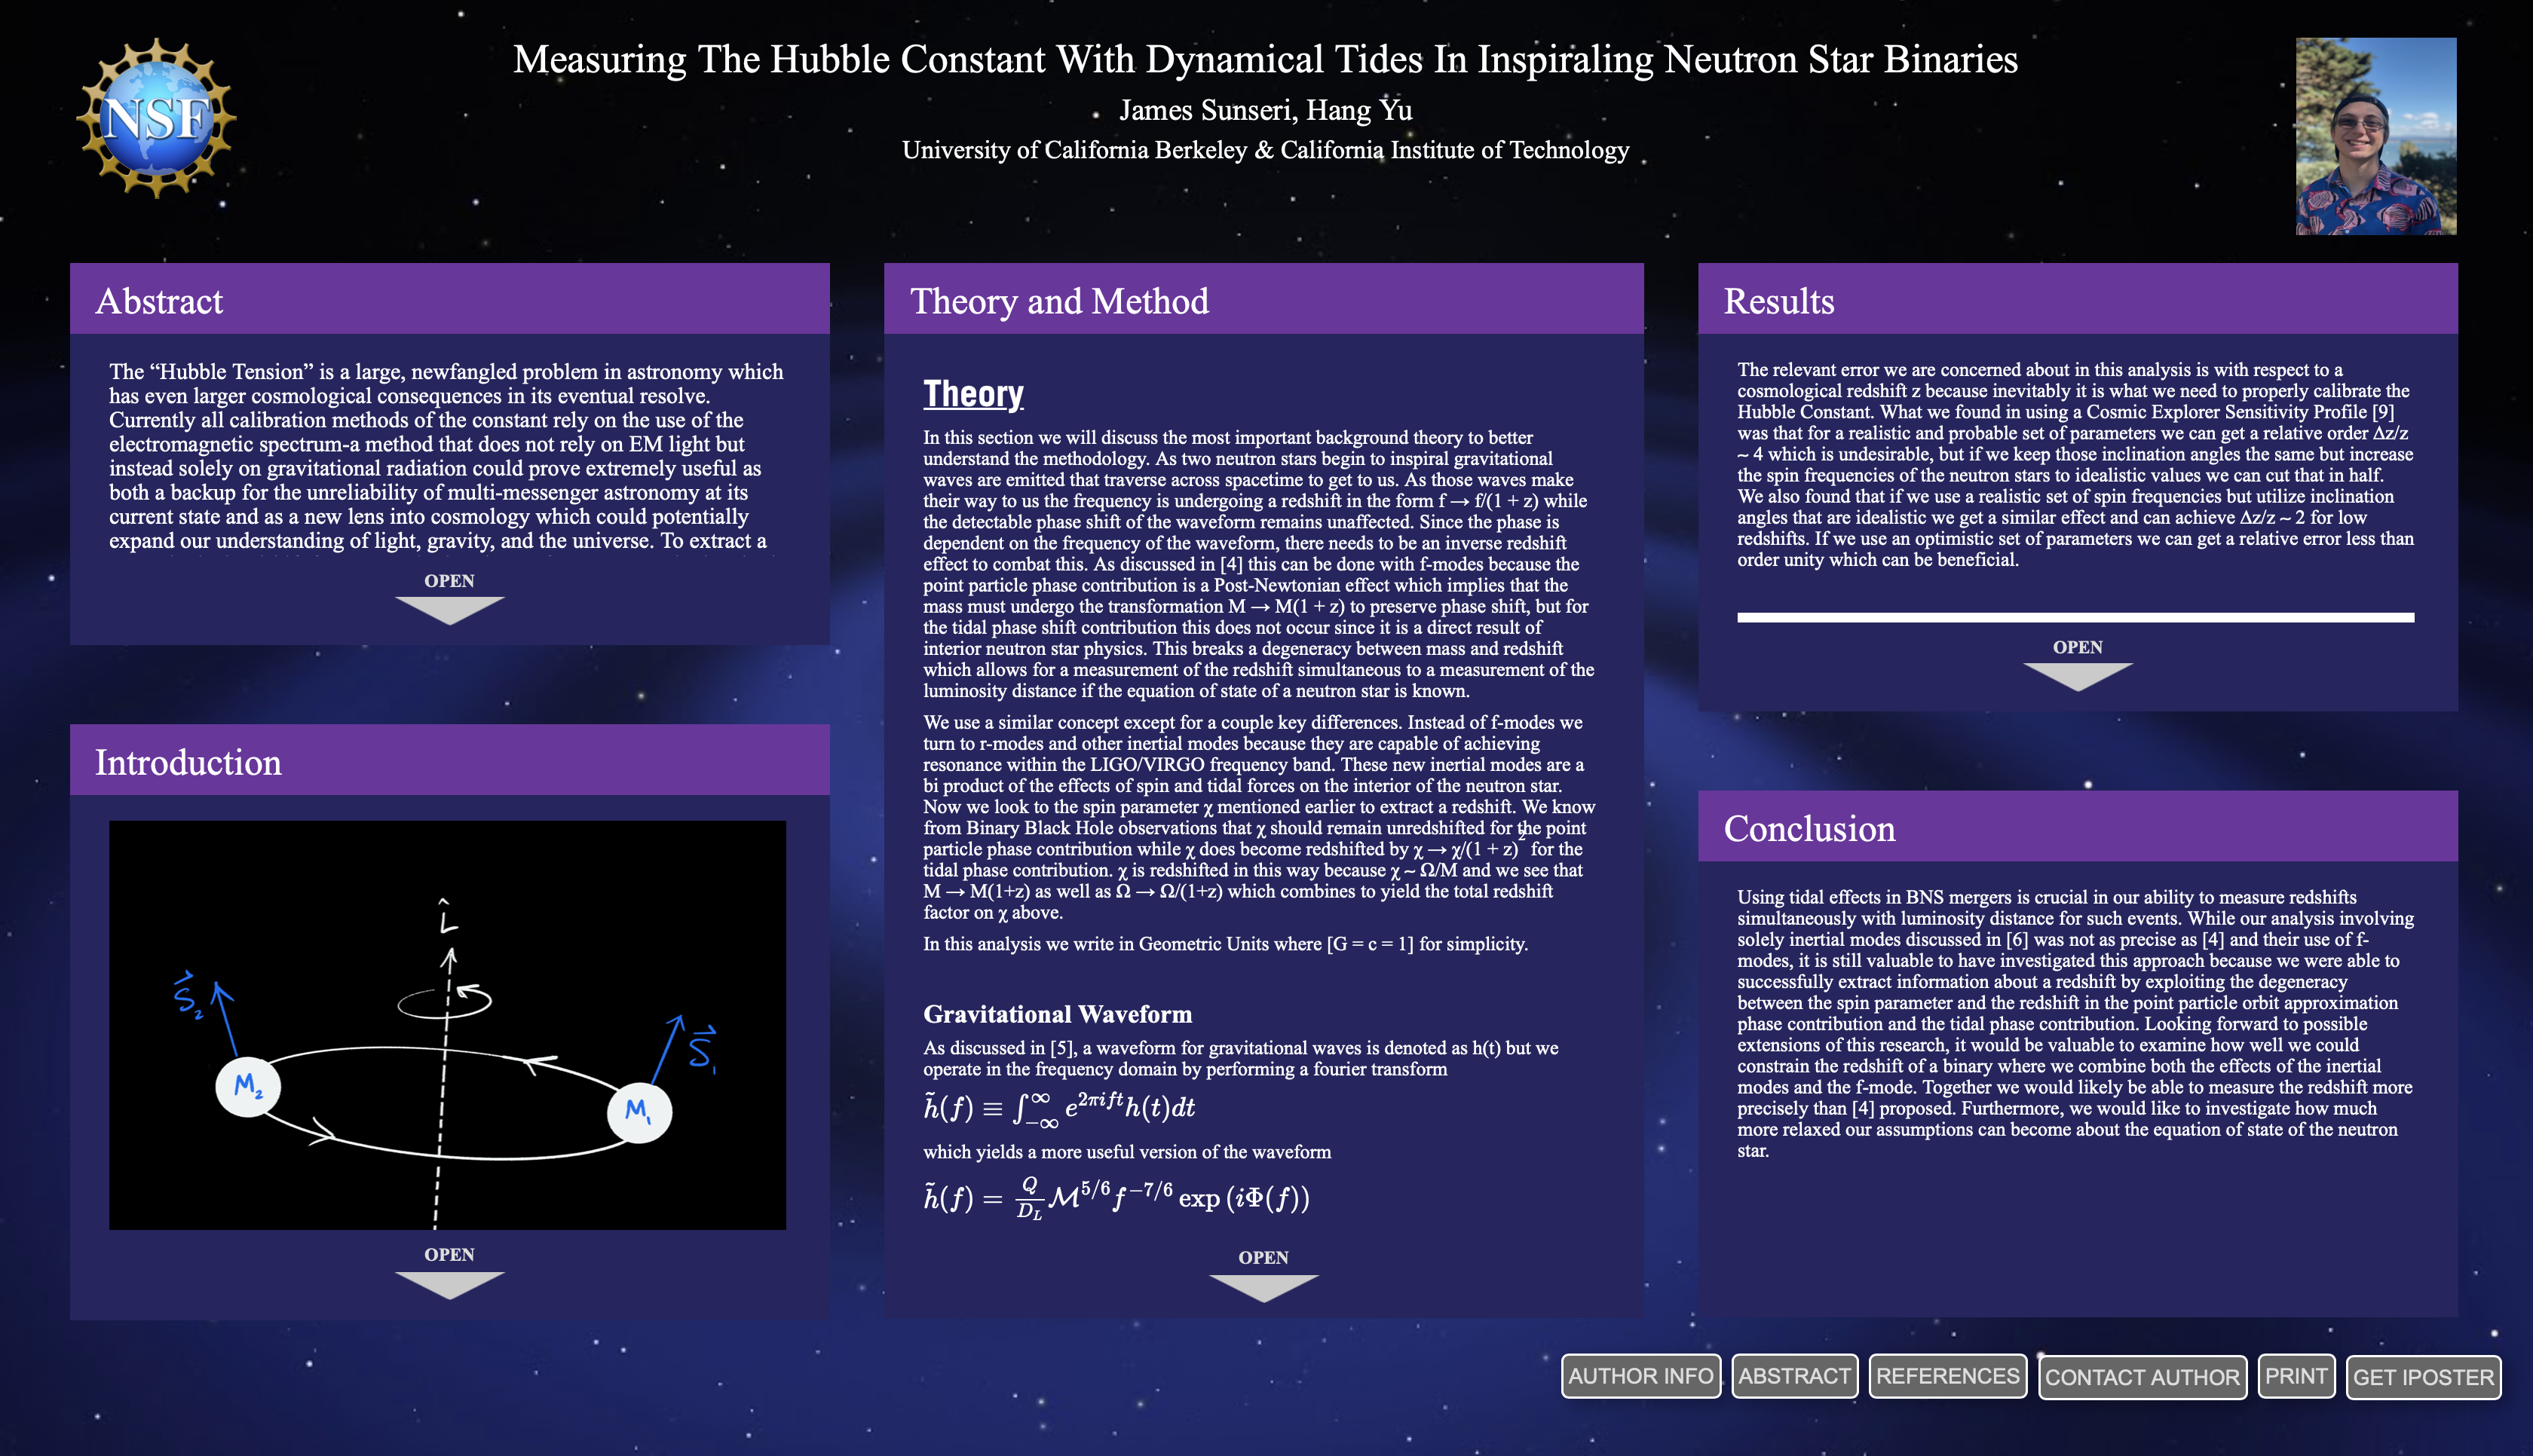 NSF
Measuring The Hubble Constant With Dynamical Tides In Inspiraling Neutron Star Binaries
James Sunseri, Hang Yu
University of California Berkeley & California Institute of Technology
Abstract
The “Hubble Tension” is a large, newfangled problem in astronomy which
has even larger cosmological consequences in its eventual resolve.
Currently all calibration methods of the constant rely on the use of the
electromagnetic spectrum-a method that does not rely on EM light but
instead solely on gravitational radiation could prove extremely useful as
both a backup for the unreliability of multi-messenger astronomy at its
current state and as a new lens into cosmology which could potentially
expand our understanding of light, gravity, and the universe. To extract a
OPEN
Introduction
L̂
S⃗₂
S⃗₁
M₂
M₁
OPEN
Theory and Method
Theory
In this section we will discuss the most important background theory to better
understand the methodology. As two neutron stars begin to inspiral gravitational
waves are emitted that traverse across spacetime to get to us. As those waves make
their way to us the frequency is undergoing a redshift in the form f → f/(1 + z) while
the detectable phase shift of the waveform remains unaffected. Since the phase is
dependent on the frequency of the waveform, there needs to be an inverse redshift
effect to combat this. As discussed in [4] this can be done with f-modes because the
point particle phase contribution is a Post-Newtonian effect which implies that the
mass must undergo the transformation M → M(1 + z) to preserve phase shift, but for
the tidal phase shift contribution this does not occur since it is a direct result of
interior neutron star physics. This breaks a degeneracy between mass and redshift
which allows for a measurement of the redshift simultaneous to a measurement of the
luminosity distance if the equation of state of a neutron star is known.
We use a similar concept except for a couple key differences. Instead of f-modes we
turn to r-modes and other inertial modes because they are capable of achieving
resonance within the LIGO/VIRGO frequency band. These new inertial modes are a
bi product of the effects of spin and tidal forces on the interior of the neutron star.
Now we look to the spin parameter χ mentioned earlier to extract a redshift. We know
from Binary Black Hole observations that χ should remain unredshifted for the point
particle phase contribution while χ does become redshifted by χ → χ/(1 + z)² for the
tidal phase contribution. χ is redshifted in this way because χ ~ Ω/M and we see that
M → M(1+z) as well as Ω → Ω/(1+z) which combines to yield the total redshift
factor on χ above.
In this analysis we write in Geometric Units where [G = c = 1] for simplicity.
Gravitational Waveform
As discussed in [5], a waveform for gravitational waves is denoted as h(t) but we
operate in the frequency domain by performing a fourier transform
h̃(f) ≡ ∫_{-∞}^{∞} e^{2πift} h(t)dt
which yields a more useful version of the waveform
h̃(f) = Q/D_L ℳ^{5/6} f^{-7/6} exp (iΦ(f))
OPEN
Results
The relevant error we are concerned about in this analysis is with respect to a
cosmological redshift z because inevitably it is what we need to properly calibrate the
Hubble Constant. What we found in using a Cosmic Explorer Sensitivity Profile [9]
was that for a realistic and probable set of parameters we can get a relative order Δz/z
~ 4 which is undesirable, but if we keep those inclination angles the same but increase
the spin frequencies of the neutron stars to idealistic values we can cut that in half.
We also found that if we use a realistic set of spin frequencies but utilize inclination
angles that are idealistic we get a similar effect and can achieve Δz/z ~ 2 for low
redshifts. If we use an optimistic set of parameters we can get a relative error less than
order unity which can be beneficial.
OPEN
Conclusion
Using tidal effects in BNS mergers is crucial in our ability to measure redshifts
simultaneously with luminosity distance for such events. While our analysis involving
solely inertial modes discussed in [6] was not as precise as [4] and their use of f-
modes, it is still valuable to have investigated this approach because we were able to
successfully extract information about a redshift by exploiting the degeneracy
between the spin parameter and the redshift in the point particle orbit approximation
phase contribution and the tidal phase contribution. Looking forward to possible
extensions of this research, it would be valuable to examine how well we could
constrain the redshift of a binary where we combine both the effects of the inertial
modes and the f-mode. Together we would likely be able to measure the redshift more
precisely than [4] proposed. Furthermore, we would like to investigate how much
more relaxed our assumptions can become about the equation of state of the neutron
star.
AUTHOR INFO
ABSTRACT
REFERENCES
CONTACT AUTHOR
PRINT
GET IPOSTER